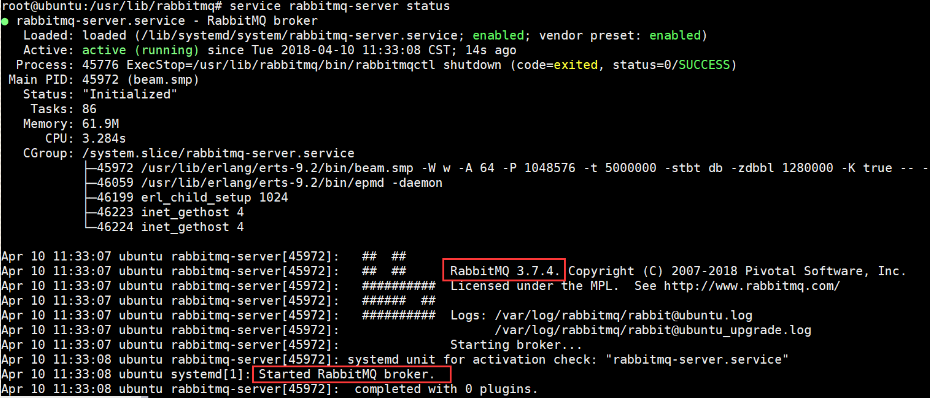 root@ubuntu:/usr/lib/rabbitmq# service rabbitmq-server status
● rabbitmq-server.service - RabbitMQ broker
   Loaded: loaded (/lib/systemd/system/rabbitmq-server.service; enabled; vendor preset: enabled)
   Active: active (running) since Tue 2018-04-10 11:33:08 CST; 14s ago
  Process: 45776 ExecStop=/usr/lib/rabbitmq/bin/rabbitmqctl shutdown (code=exited, status=0/SUCCESS)
 Main PID: 45972 (beam.smp)
   Status: "Initialized"
    Tasks: 86
   Memory: 61.9M
      CPU: 3.284s
   CGroup: /system.slice/rabbitmq-server.service
           ├─45972 /usr/lib/erlang/erts-9.2/bin/beam.smp -W w -A 64 -P 1048576 -t 5000000 -stbt db -zdbbl 1280000 -K true -- -
           ├─46059 /usr/lib/erlang/erts-9.2/bin/epmd -daemon
           ├─46199 erl_child_setup 1024
           ├─46223 inet_gethost 4
           └─46224 inet_gethost 4

Apr 10 11:33:07 ubuntu rabbitmq-server[45972]:   ##  ##
Apr 10 11:33:07 ubuntu rabbitmq-server[45972]:   ##  ##      RabbitMQ 3.7.4. Copyright (C) 2007-2018 Pivotal Software, Inc.
Apr 10 11:33:07 ubuntu rabbitmq-server[45972]:   ##########  Licensed under the MPL.  See http://www.rabbitmq.com/
Apr 10 11:33:07 ubuntu rabbitmq-server[45972]:   ######  ##
Apr 10 11:33:07 ubuntu rabbitmq-server[45972]:   ##########  Logs: /var/log/rabbitmq/rabbit@ubuntu.log
Apr 10 11:33:07 ubuntu rabbitmq-server[45972]:                     /var/log/rabbitmq/rabbit@ubuntu_upgrade.log
Apr 10 11:33:07 ubuntu rabbitmq-server[45972]:               Starting broker...
Apr 10 11:33:08 ubuntu rabbitmq-server[45972]: systemd unit for activation check: "rabbitmq-server.service"
Apr 10 11:33:08 ubuntu systemd[1]: Started RabbitMQ broker.
Apr 10 11:33:08 ubuntu rabbitmq-server[45972]:  completed with 0 plugins.